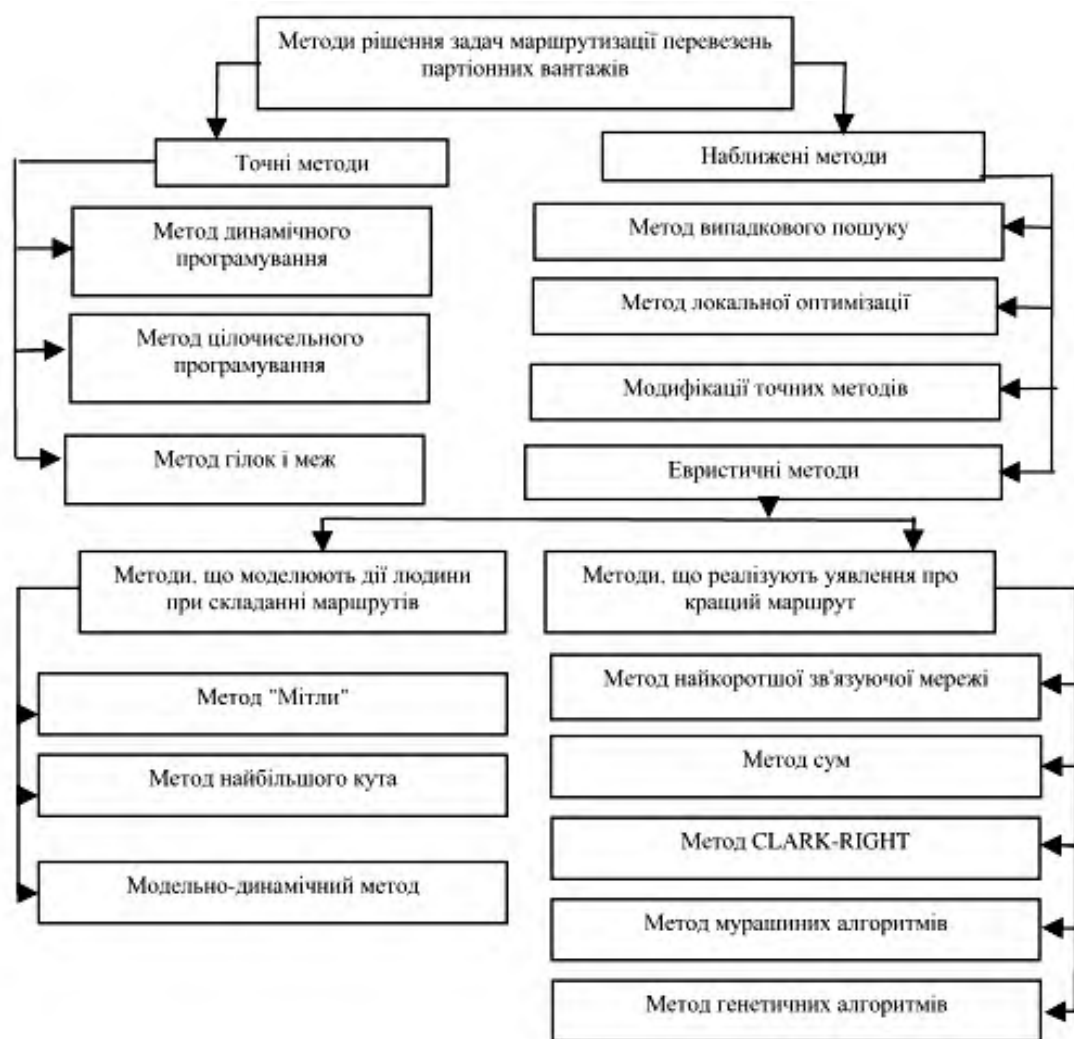 Методи рішення задач маршрутизації перевезень
партіонних вантажів
Точні методи
Наближені методи
Метод динамічного
програмування
Метод цілочисельного
програмування
Метод гілок і меж
Метод випадкового пошуку
Метод локальної оптимізації
Модифікації точних методів
Евристичні методи
Методи, що моделюють дії людини
при складанні маршрутів
Метод "Мітли"
Метод найбільшого кута
Модельно-динамічний метод
Методи, що реалізують уявлення про
кращий маршрут
Метод найкоротшої зв'язуючої мережі
Метод сум
Метод CLARK-RIGHT
Метод мурашиних алгоритмів
Метод генетичних алгоритмів